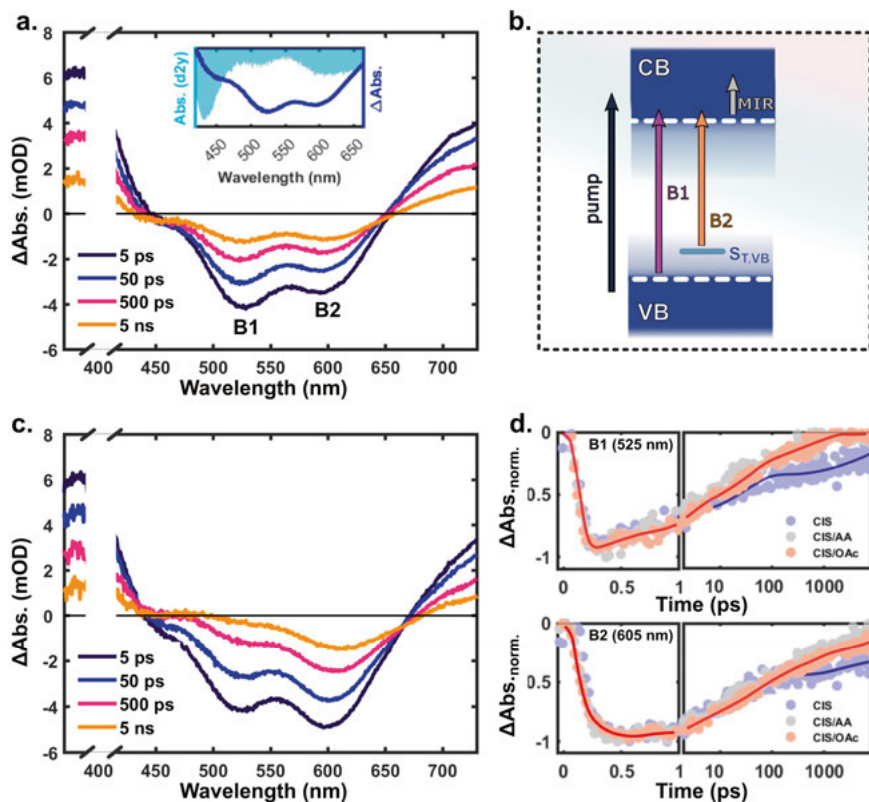 a.
8
6
4
2
0
-2
-4
-6
ΔAbs. (mOD)
Abs. (d2y)
ΔAbs.
450
500
550
600
650
Wavelength (nm)
5 ps
50 ps
500 ps
5 ns
B1
B2
400
450
500
550
600
650
700
Wavelength (nm)
b.
CB
MIR
pump
B1
B2
ST,VB
VB
c.
8
6
4
2
0
-2
-4
-6
ΔAbs. (mOD)
5 ps
50 ps
500 ps
5 ns
400
450
500
550
600
650
700
Wavelength (nm)
d.
0
-0.5
-1
ΔAbs.norm.
B1 (525 nm)
CIS
CIS/AA
CIS/OAc
0
0.5
1
10
100
1000
Time (ps)
0
-0.5
-1
ΔAbs.norm.
B2 (605 nm)
CIS
CIS/AA
CIS/OAc
0
0.5
1
10
100
1000
Time (ps)